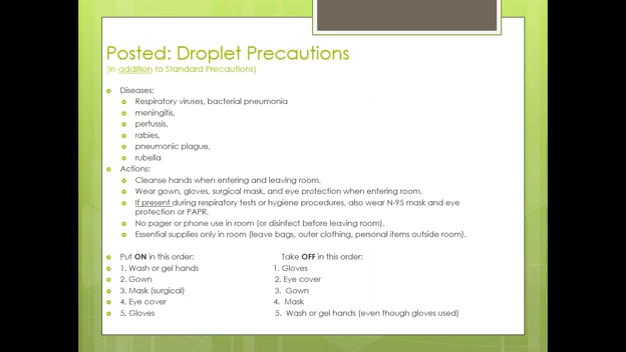 Posted: Droplet Precautions
(In addition to Standard Precautions)
Diseases:
Respiratory viruses, bacterial pneumonia
meningitis,
pertussis,
rabies,
pneumonic plague,
rubella
Actions:
Cleanse hands when entering and leaving room.
Wear gown, gloves, surgical mask, and eye protection when entering room.
If present during respiratory tests or hygiene procedures, also wear N-95 mask and eye
protection or PAPR.
No pager or phone use in room (or disinfect before leaving room).
Essential supplies only in room (leave bags, outer clothing, personal items outside room).
Put ON in this order: Take OFF in this order:
1. Wash or gel hands 1. Gloves
2. Gown 2. Eye cover
3. Mask (surgical) 3. Gown
4. Eye cover 4. Mask
5. Gloves 5. Wash or gel hands (even though gloves used)